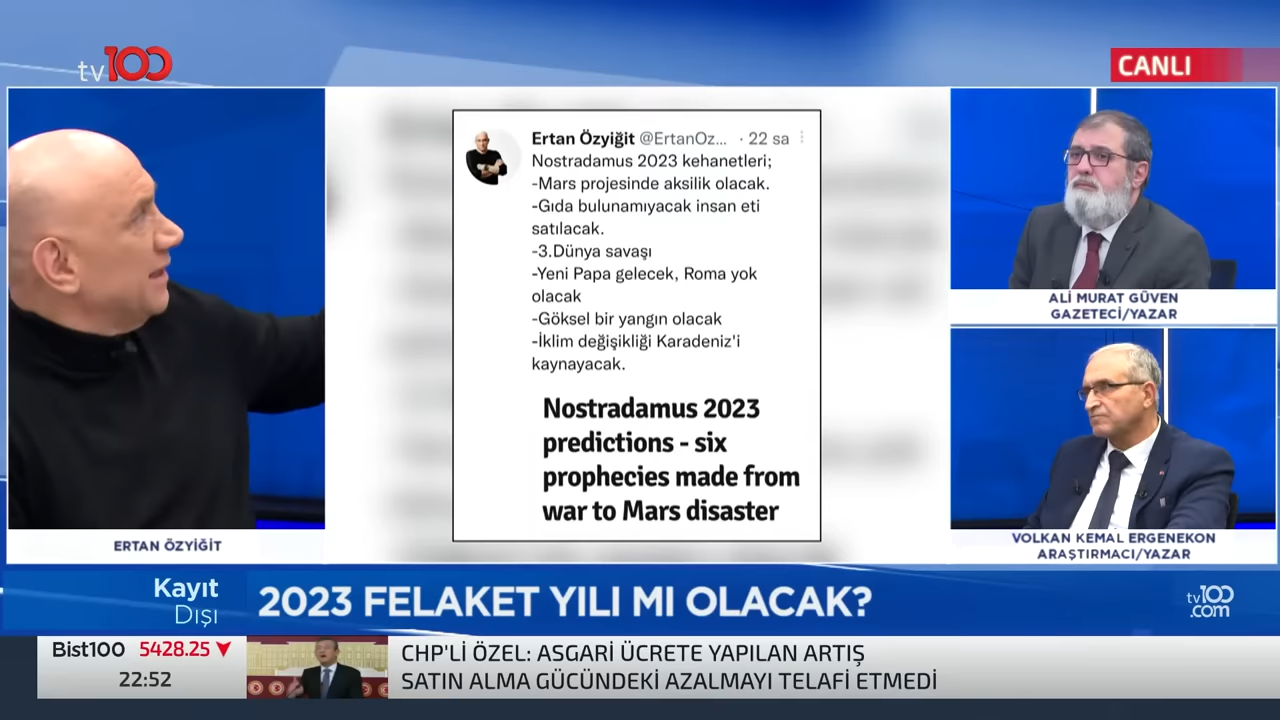 tv100
CANLI
Ertan Özyiğit @ErtanOz... · 22 sa
Nostradamus 2023 kehanetleri;
-Mars projesinde aksilik olacak.
-Gıda bulunamıyacak insan eti
satılacak.
-3.Dünya savaşı
-Yeni Papa gelecek, Roma yok
olacak
-Göksel bir yangın olacak
-İklim değişikliği Karadeniz'i
kaynayacak.
Nostradamus 2023
predictions - six
prophecies made from
war to Mars disaster
ALİ MURAT GÜVEN
GAZETECİ/YAZAR
VOLKAN KEMAL ERGENEKON
ARAŞTIRMACI/YAZAR
ERTAN ÖZYİĞİT
Kayıt
Dışı
2023 FELAKET YILI MI OLACAK?
tv100
.com
Bist100 5428.25
22:52
CHP'Lİ ÖZEL: ASGARİ ÜCRETE YAPILAN ARTIŞ
SATIN ALMA GÜCÜNDEKİ AZALMAYI TELAFİ ETMEDİ